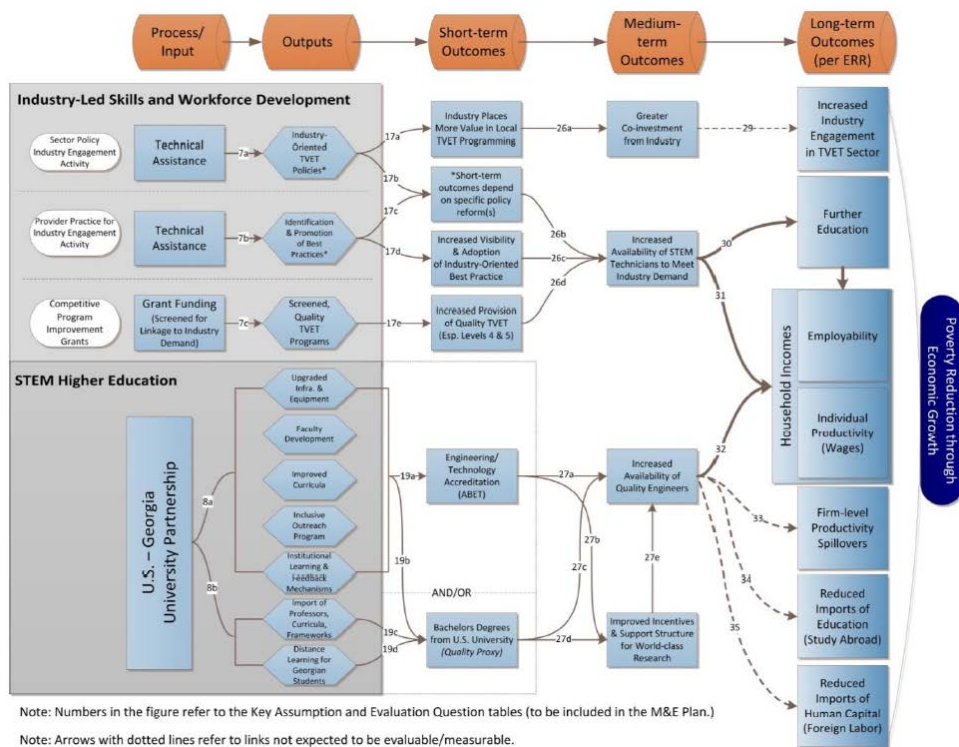 Process/
Input
Outputs
Short-term
Outcomes
Medium-
term
Outcomes
Long-term
Outcomes
(per ERR)
Industry-Led Skills and Workforce Development
Sector Policy
Industry Engagement
Activity
Technical
Assistance
7a
Industry-
Oriented
TVET
Policies*
17a
17b
Industry Places
More Value in Local
TVET Programming
26a
Greater
Co-investment
from Industry
29
Increased
Industry
Engagement
in TVET Sector
*Short-term
outcomes depend
on specific policy
reform(s)
26b
Provider Practice for
Industry Engagement
Activity
Technical
Assistance
7b
Identification
& Promotion
of Best
Practices*
17c
17d
Increased Visibility
& Adoption
of Industry-Oriented
Best Practice
26c
26d
Increased
Availability of STEM
Technicians to Meet
Industry Demand
30
31
Further
Education
Competitive
Program
Improvement
Grants
Grant Funding
(Screened for
Linkage to Industry
Demand)
7c
Screened,
Quality
TVET
Programs
17e
Increased Provision
of Quality TVET
(Esp. Levels 4 & 5)
Household Incomes
Employability
Individual
Productivity
(Wages)
Poverty Reduction through
Economic Growth
STEM Higher Education
U.S. – Georgia
University Partnership
8a
8b
Upgraded
Infra. &
Equipment
Faculty
Development
Improved
Curricula
Inclusive
Outreach
Program
Institutional
Learning &
Feedback
Mechanisms
Import of
Professors,
Curricula,
Frameworks
Distance
Learning for
Georgian
Students
19a
19b
19c
19d
Engineering/
Technology
Accreditation
(ABET)
AND/OR
Bachelors Degrees
from U.S. University
(Quality Proxy)
27a
27b
27c
27d
27e
Increased
Availability of
Quality Engineers
Improved Incentives
& Support Structure
for World-class
Research
32
33
34
35
Firm-level
Productivity
Spillovers
Reduced
Imports of
Education
(Study Abroad)
Reduced
Imports of
Human Capital
(Foreign Labor)
Note: Numbers in the figure refer to the Key Assumption and Evaluation Question tables (to be included in the M&E Plan.)
Note: Arrows with dotted lines refer to links not expected to be evaluable/measurable.